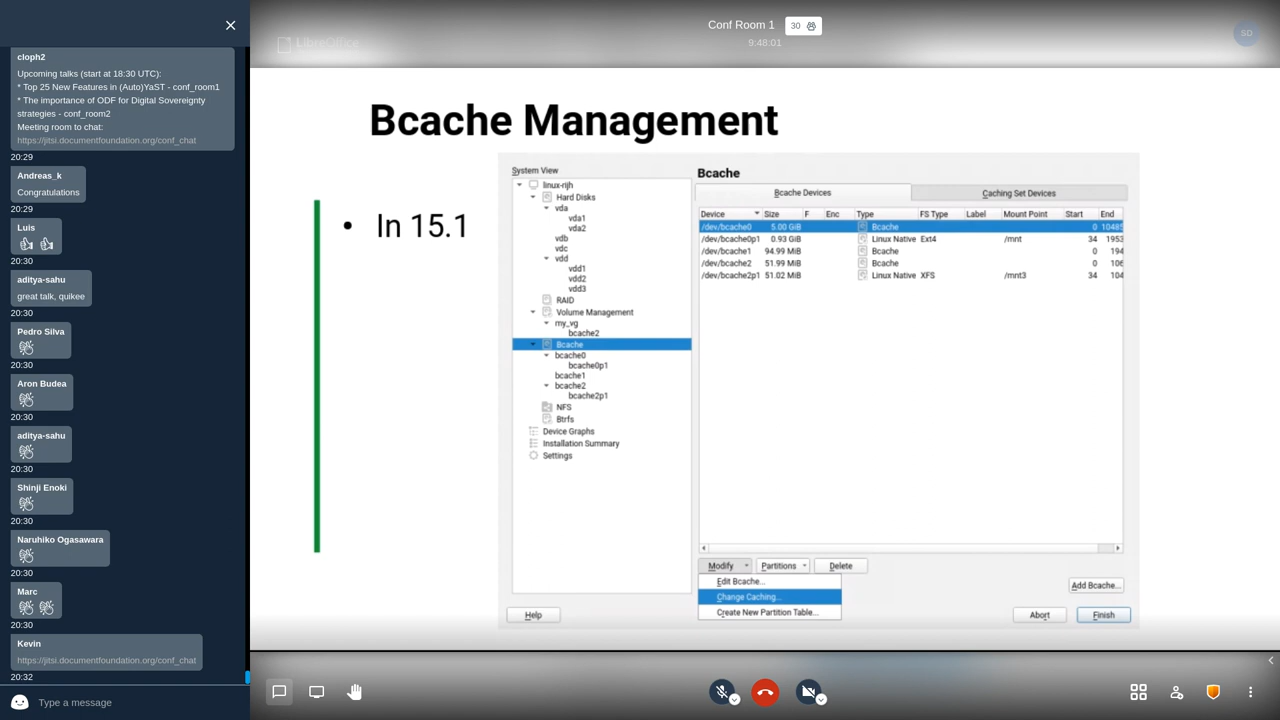 cloph2
Upcoming talks (start at 18:30 UTC):
* Top 25 New Features in (Auto)YaST - conf_room1
* The importance of ODF for Digital Sovereignty
strategies - conf_room2
Meeting room to chat:
https://jitsi.documentfoundation.org/conf_chat
20:29
Andreas_k
Congratulations
20:29
Luis
20:30
aditya-sahu
great talk, quikee
20:30
Pedro Silva
20:30
Aron Budea
20:30
aditya-sahu
20:30
Shinji Enoki
20:30
Naruhiko Ogasawara
20:30
Marc
20:30
Kevin
https://jitsi.documentfoundation.org/conf_chat
20:32
Type a message
LibreOffice
Conf Room 1 30
9:48:01
SD
Bcache Management
• In 15.1
System View
linux-rijh
Hard Disks
vda
vda1
vda2
vdb
vdc
vdd
vdd1
vdd2
vdd3
RAID
Volume Management
my_vg
bcache2
Bcache
bcache0
bcache0p1
bcache1
bcache2
bcache2p1
NFS
Btrfs
Device Graphs
Installation Summary
Settings
Help
Bcache
Bcache Devices Caching Set Devices
Device Size F Enc Type FS Type Label Mount Point Start End
/dev/bcache0 5.00 GiB Bcache 0 10485
/dev/bcache0p1 0.93 GiB Linux Native Ext4 /mnt 34 1953
/dev/bcache1 94.99 MiB Bcache 0 194
/dev/bcache2 51.99 MiB Bcache 0 106
/dev/bcache2p1 51.02 MiB Linux Native XFS /mnt3 34 104
Modify Partitions Delete
Edit Bcache...
Change Caching...
Create New Partition Table...
Add Bcache...
Abort Finish